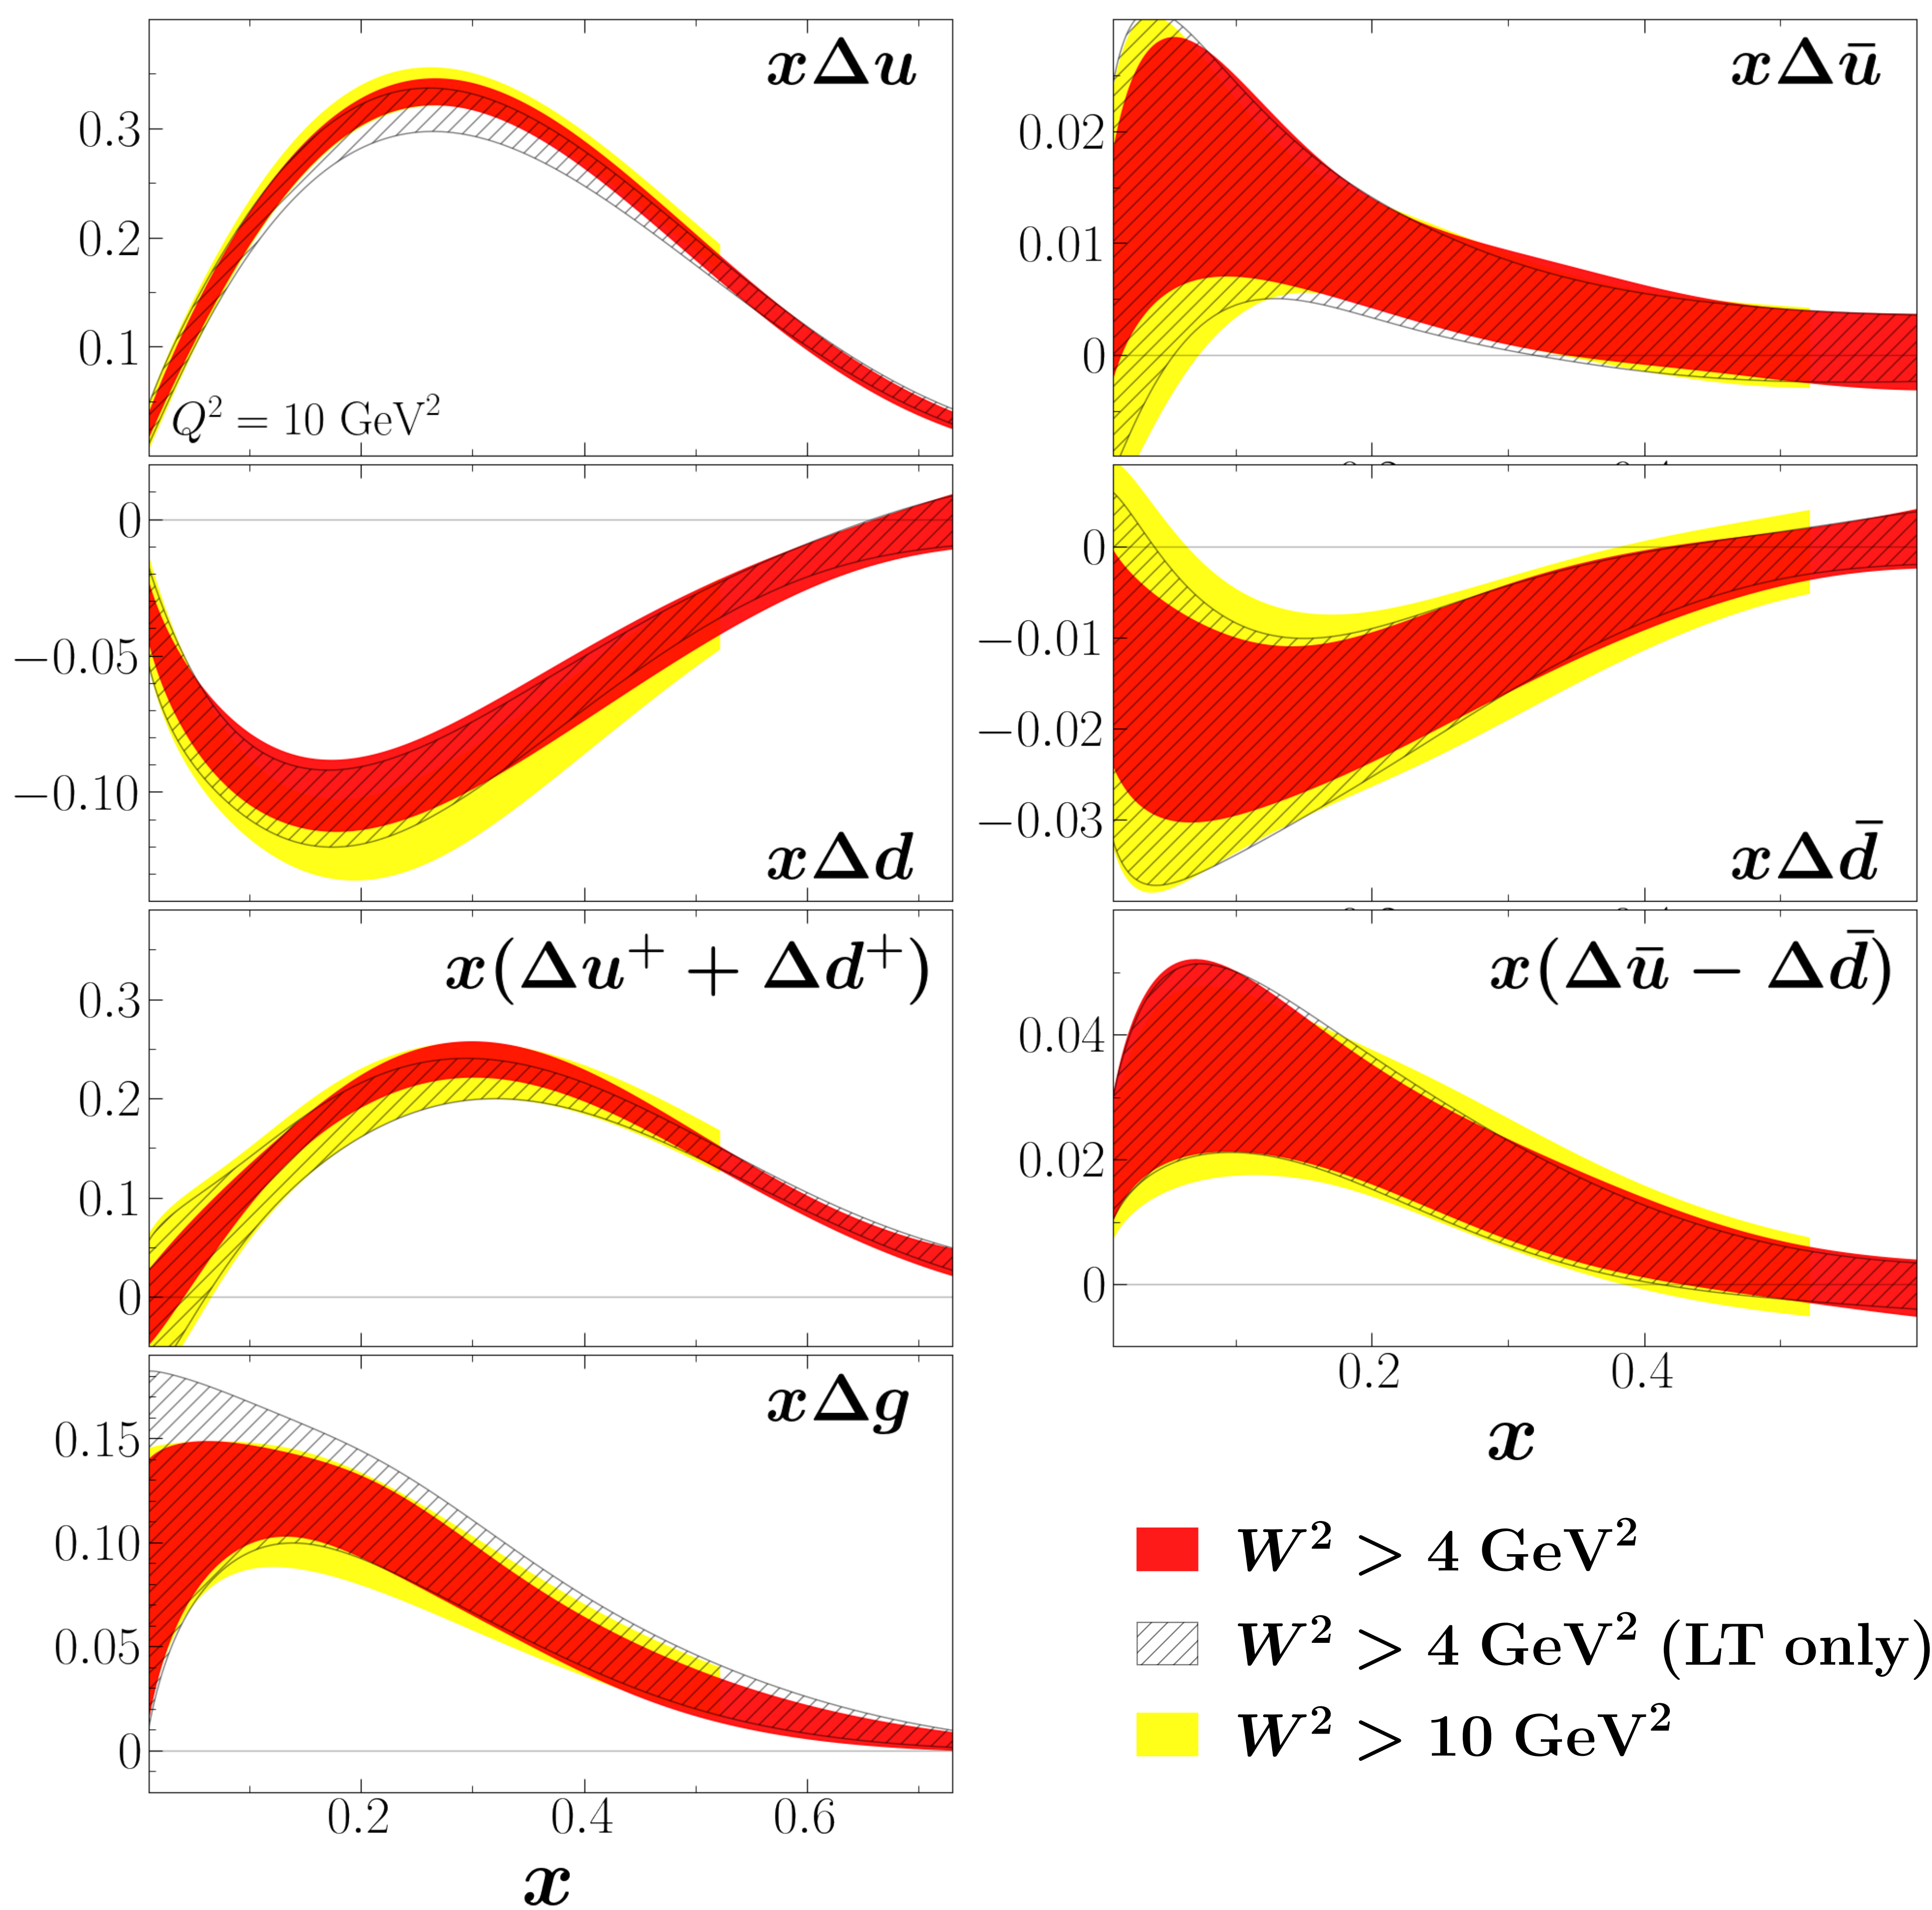 xΔu
0.3
0.2
0.1
Q² = 10 GeV²
xΔū
0.02
0.01
0
xΔd
0
−0.05
−0.10
xΔd̄
0
−0.01
−0.02
−0.03
x(Δu⁺ + Δd⁺)
0.3
0.2
0.1
0
x(Δū − Δd̄)
0.04
0.02
0
0.2 0.4
x
xΔg
0.15
0.10
0.05
0
0.2 0.4 0.6
x
W² > 4 GeV²
W² > 4 GeV² (LT only)
W² > 10 GeV²